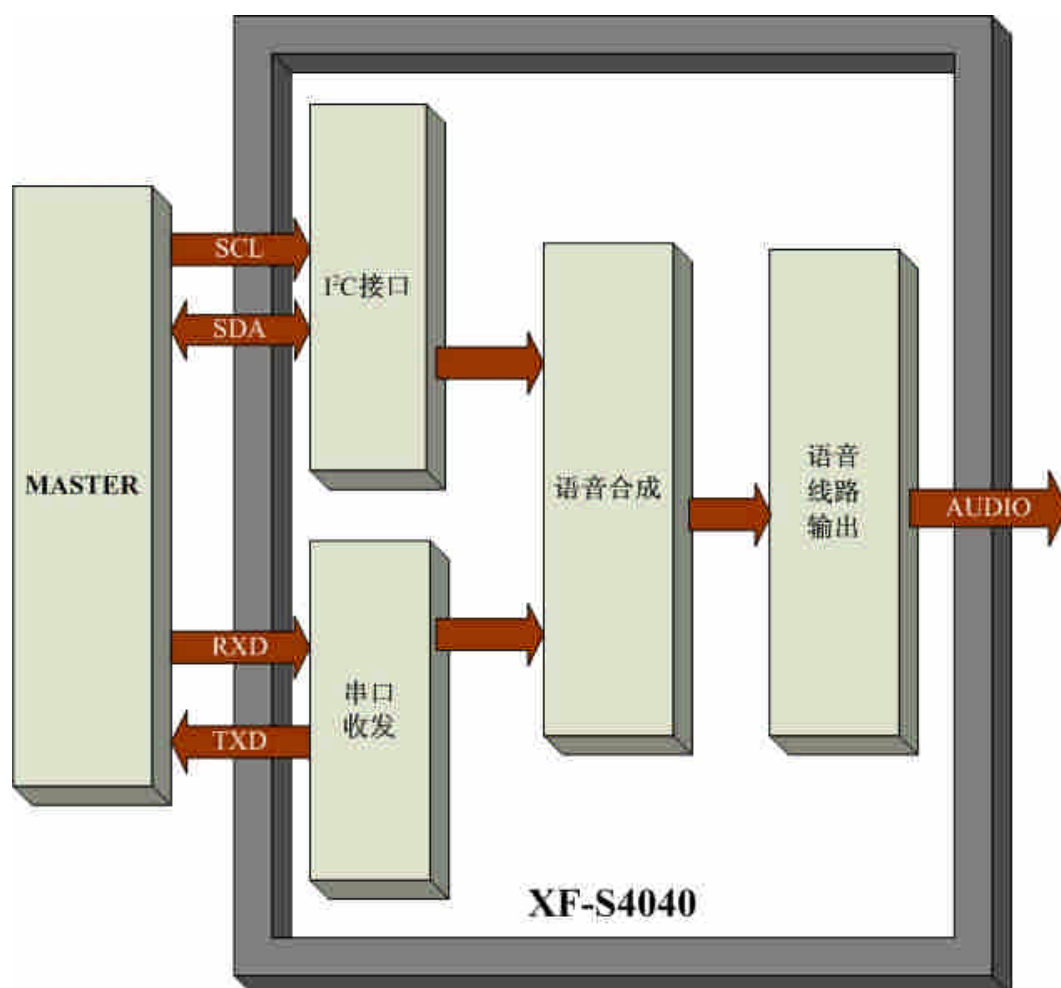 SCL
I²C接口
SDA
MASTER
语音合成
语音
线路
输出
AUDIO
RXD
串口
收发
TXD
XF-S4040